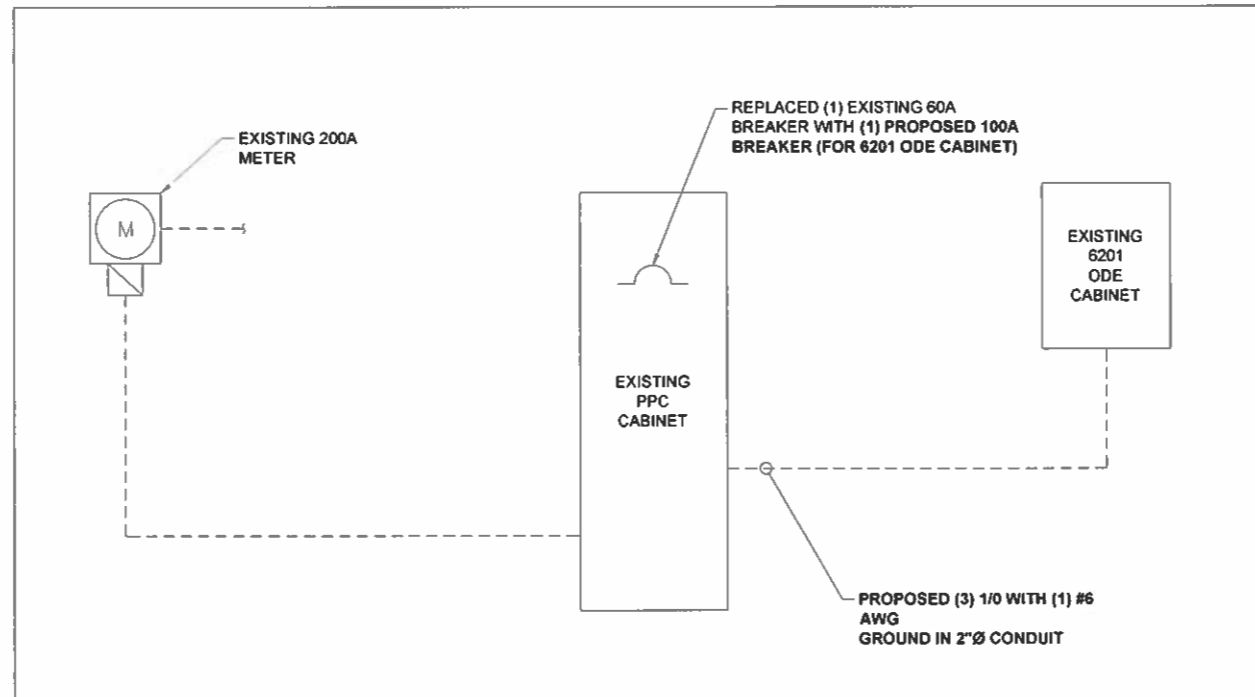 EXISTING 200A
METER
M
REPLACED (1) EXISTING 60A
BREAKER WITH (1) PROPOSED 100A
BREAKER (FOR 6201 ODE CABINET)
EXISTING
PPC
CABINET
EXISTING
6201
ODE
CABINET
PROPOSED (3) 1/0 WITH (1) #6
AWG
GROUND IN 2"Ø CONDUIT